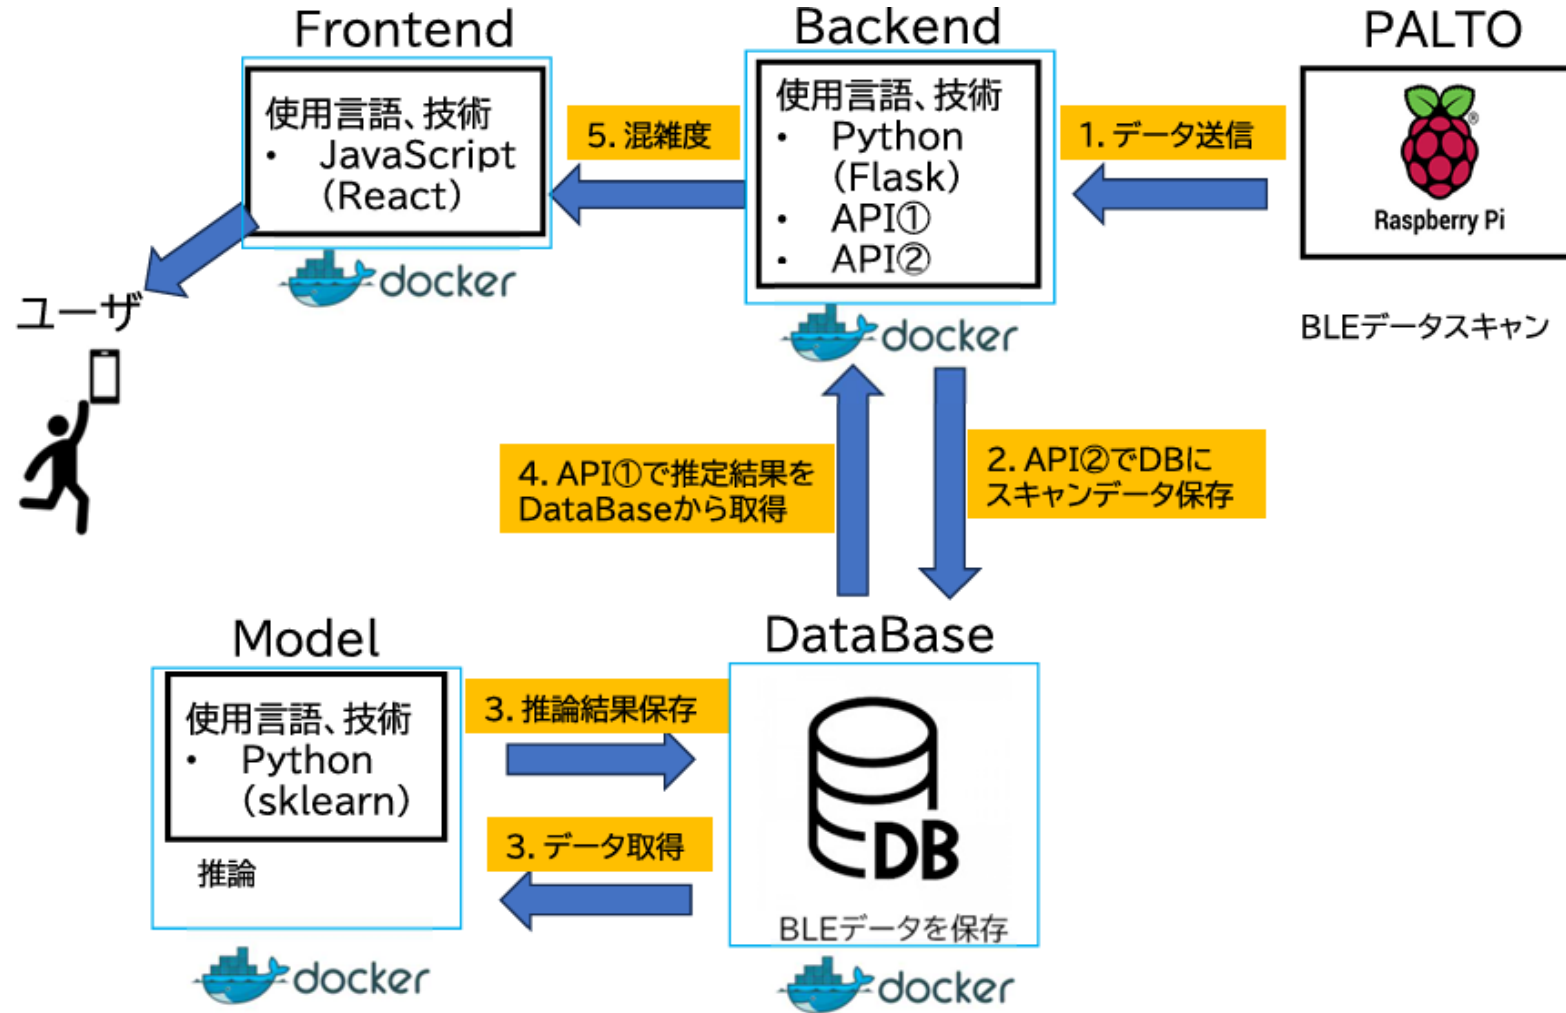 Frontend
Backend
PALTO
使用言語、技術
• JavaScript
(React)
5. 混雑度
使用言語、技術
• Python
(Flask)
• API①
• API②
1. データ送信
®
Raspberry Pi
docker
docker
BLEデータスキャン
ユーザ
4. API①で推定結果を
DataBaseから取得
2. API②でDBに
スキャンデータ保存
Model
DataBase
使用言語、技術
• Python
(sklearn)
推論
3. 推論結果保存
3. データ取得
DB
BLEデータを保存
docker
docker